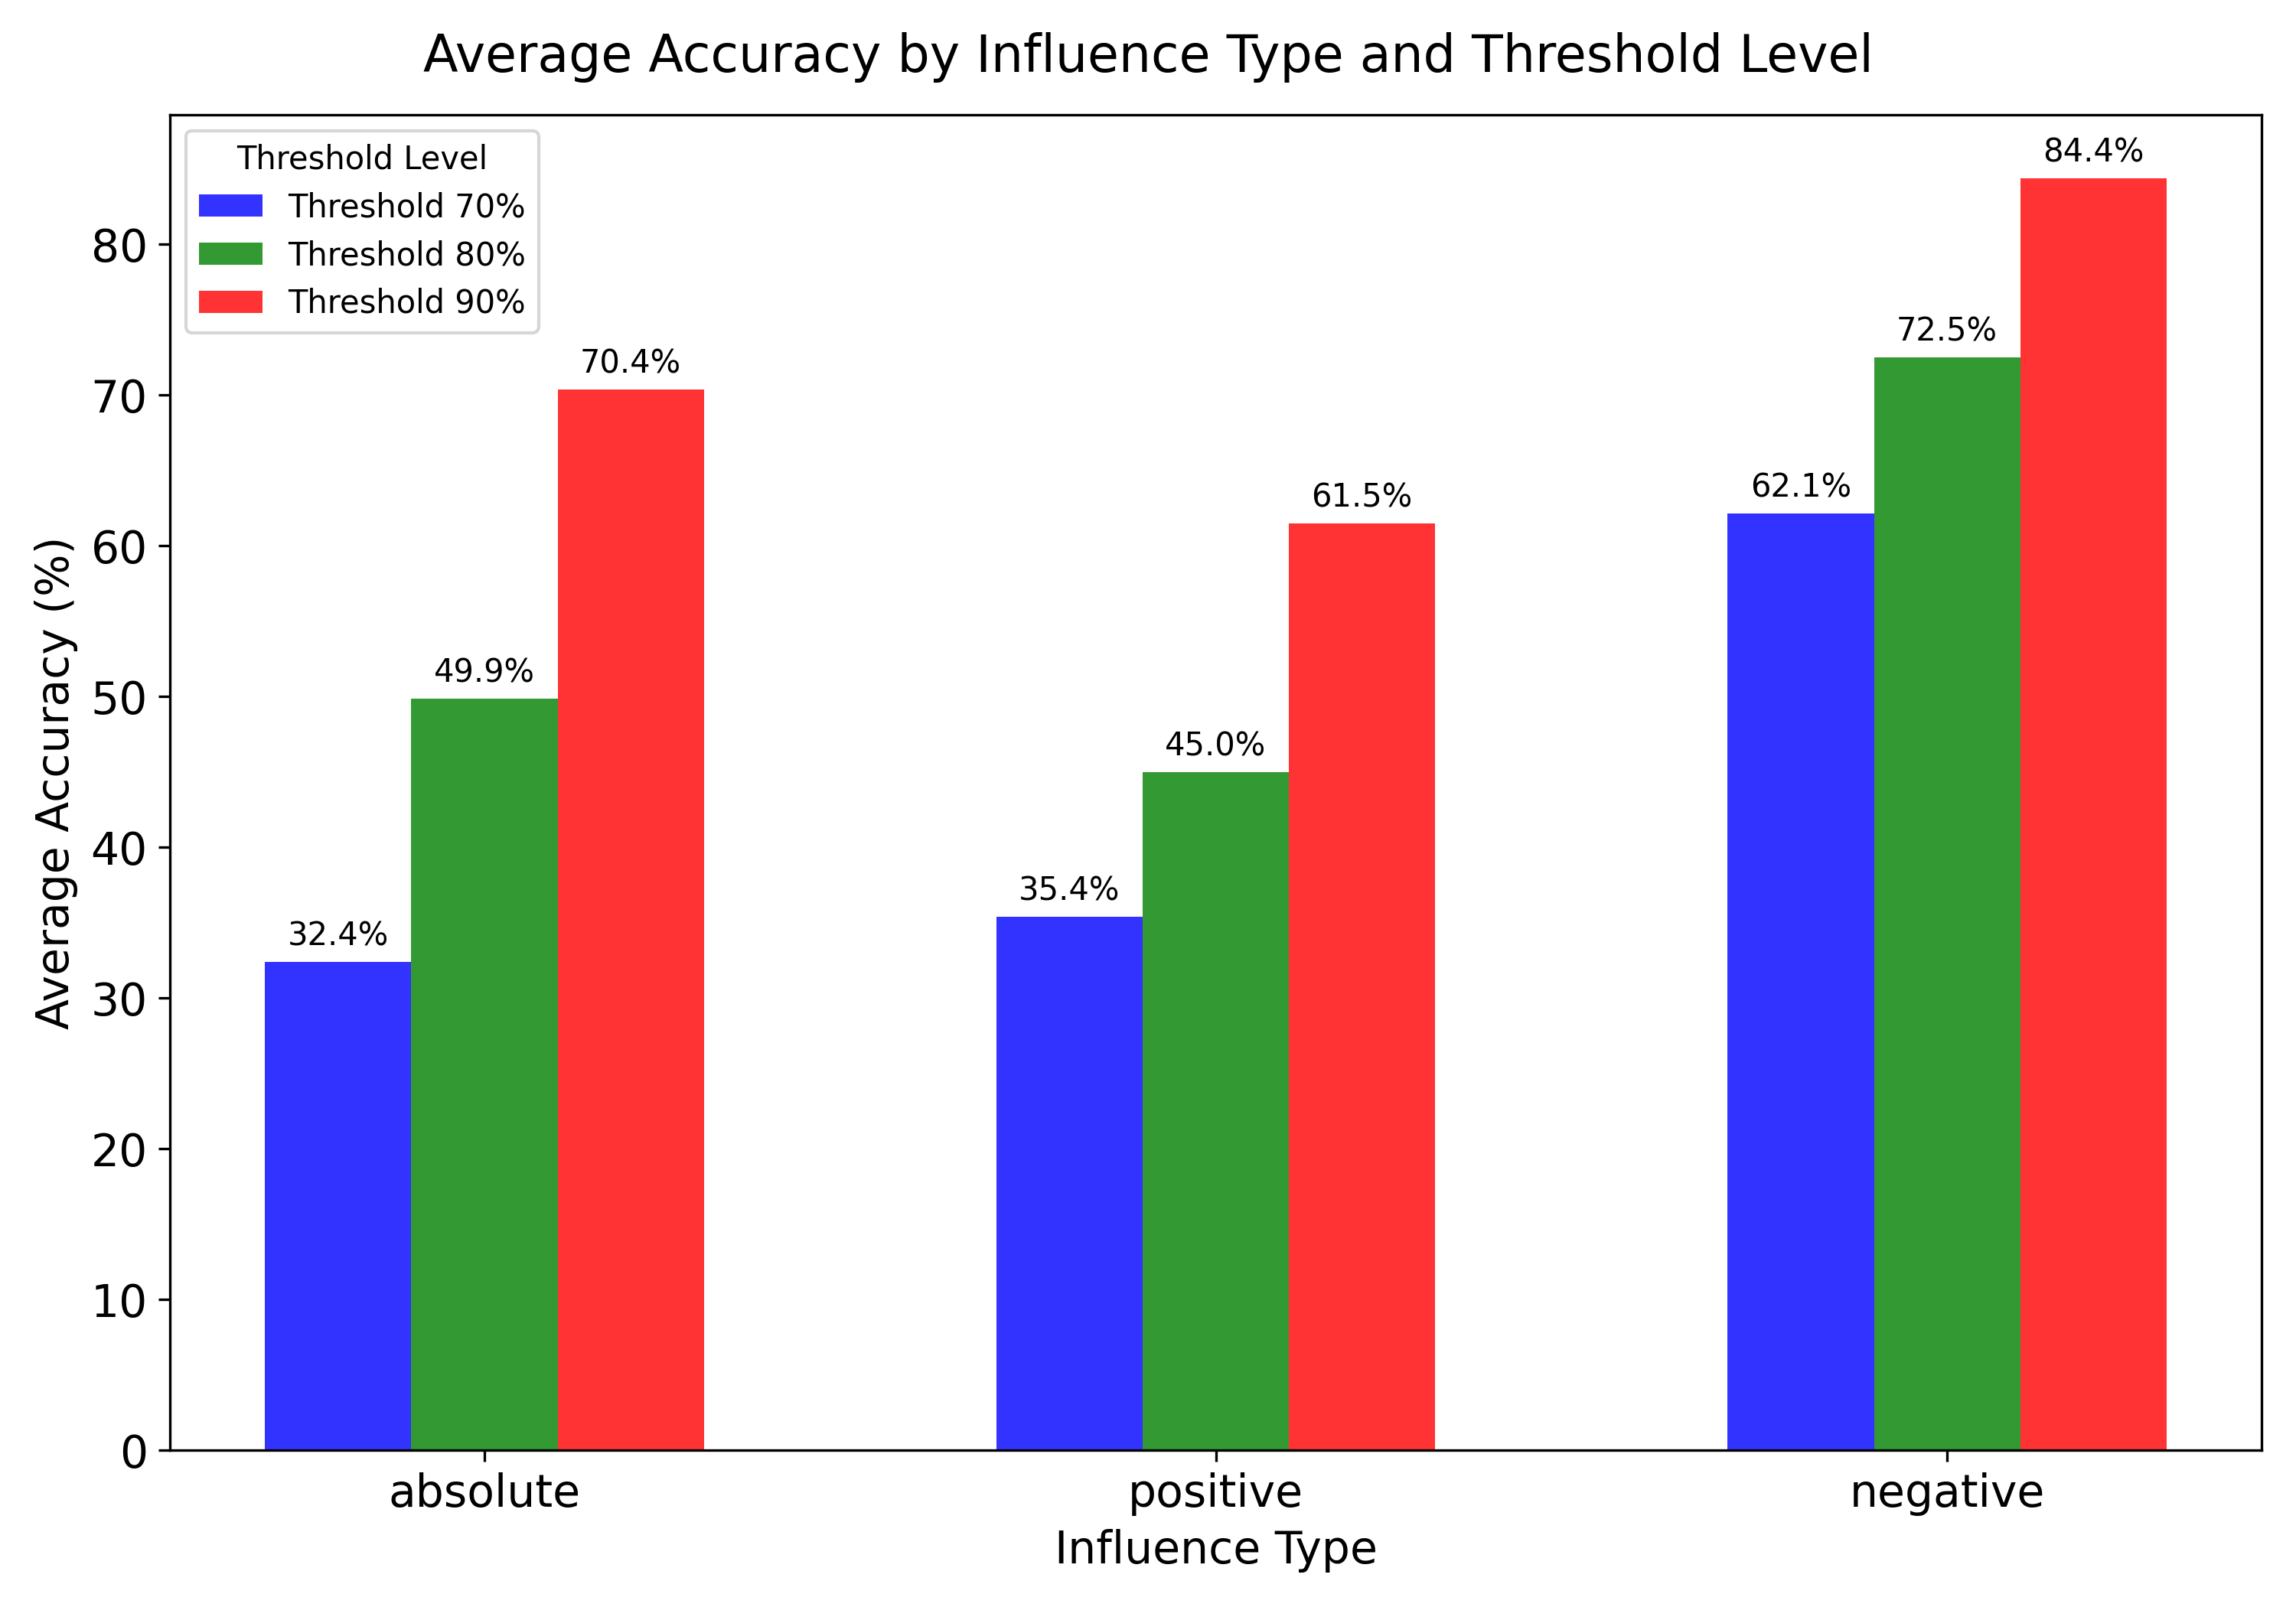 Average Accuracy by Influence Type and Threshold Level
Threshold Level
Threshold 70%
Threshold 80%
Threshold 90%
Average Accuracy (%)
80
70
60
50
40
30
20
10
0
32.4%
49.9%
70.4%
35.4%
45.0%
61.5%
62.1%
72.5%
84.4%
absolute
positive
negative
Influence Type